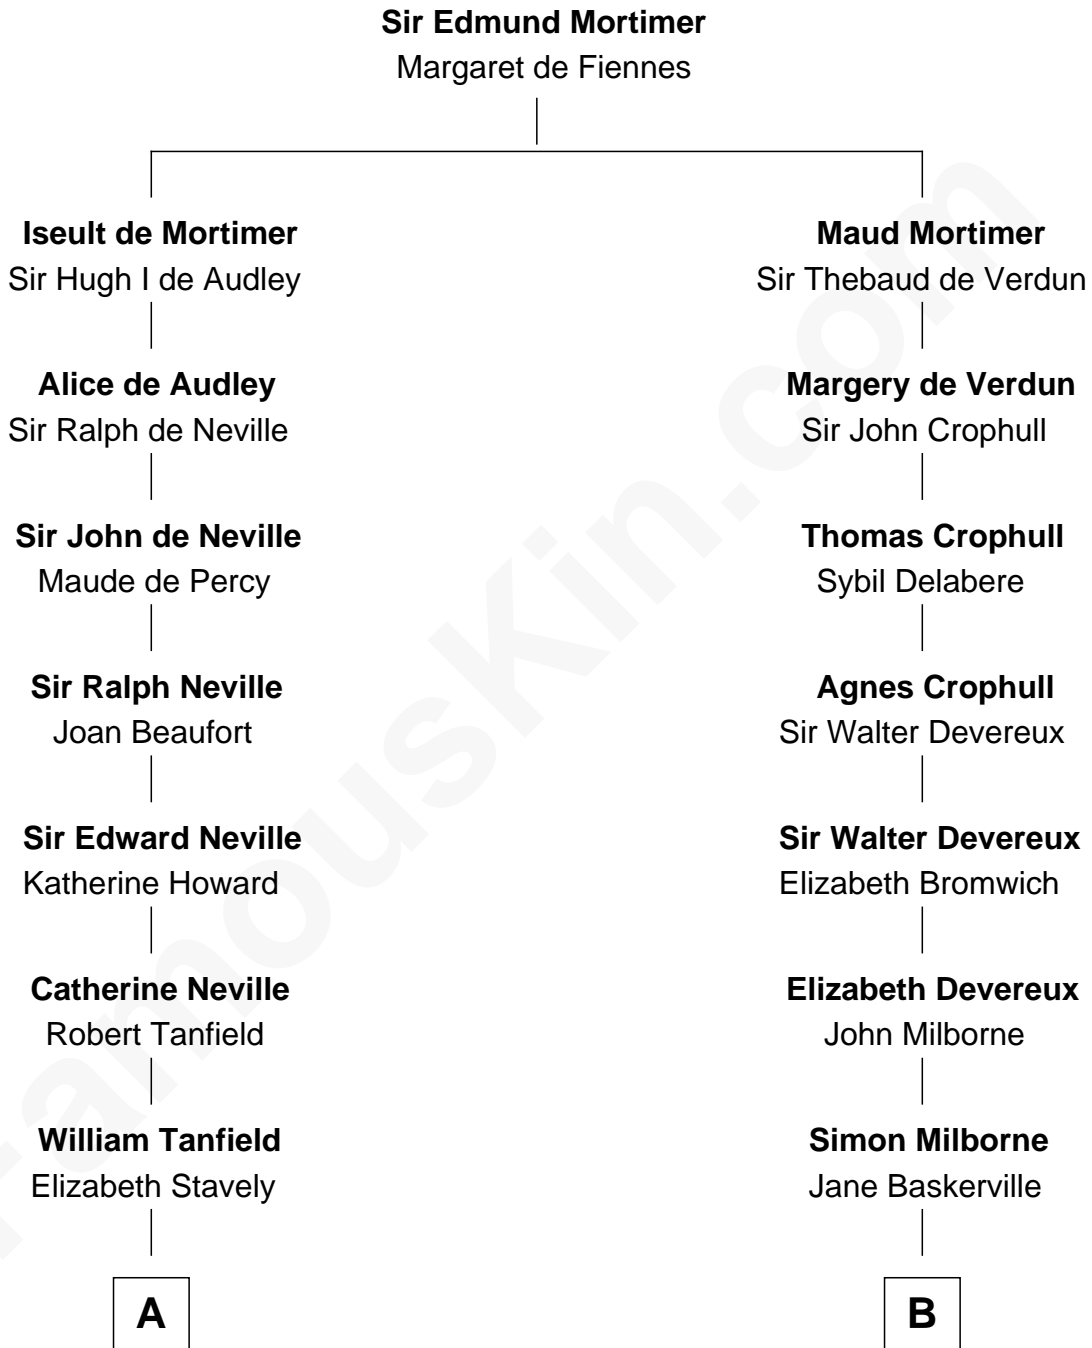 Sir Edmund Mortimer
Margaret de Fiennes
Iseult de Mortimer
Sir Hugh I de Audley
Maud Mortimer
Sir Thebaud de Verdun
Alice de Audley
Sir Ralph de Neville
Margery de Verdun
Sir John Crophull
Sir John de Neville
Maude de Percy
Thomas Crophull
Sybil Delabere
Sir Ralph Neville
Joan Beaufort
Agnes Crophull
Sir Walter Devereux
Sir Edward Neville
Katherine Howard
Sir Walter Devereux
Elizabeth Bromwich
Catherine Neville
Robert Tanfield
Elizabeth Devereux
John Milborne
William Tanfield
Elizabeth Stavely
Simon Milborne
Jane Baskerville
A
B
FamousKin.com